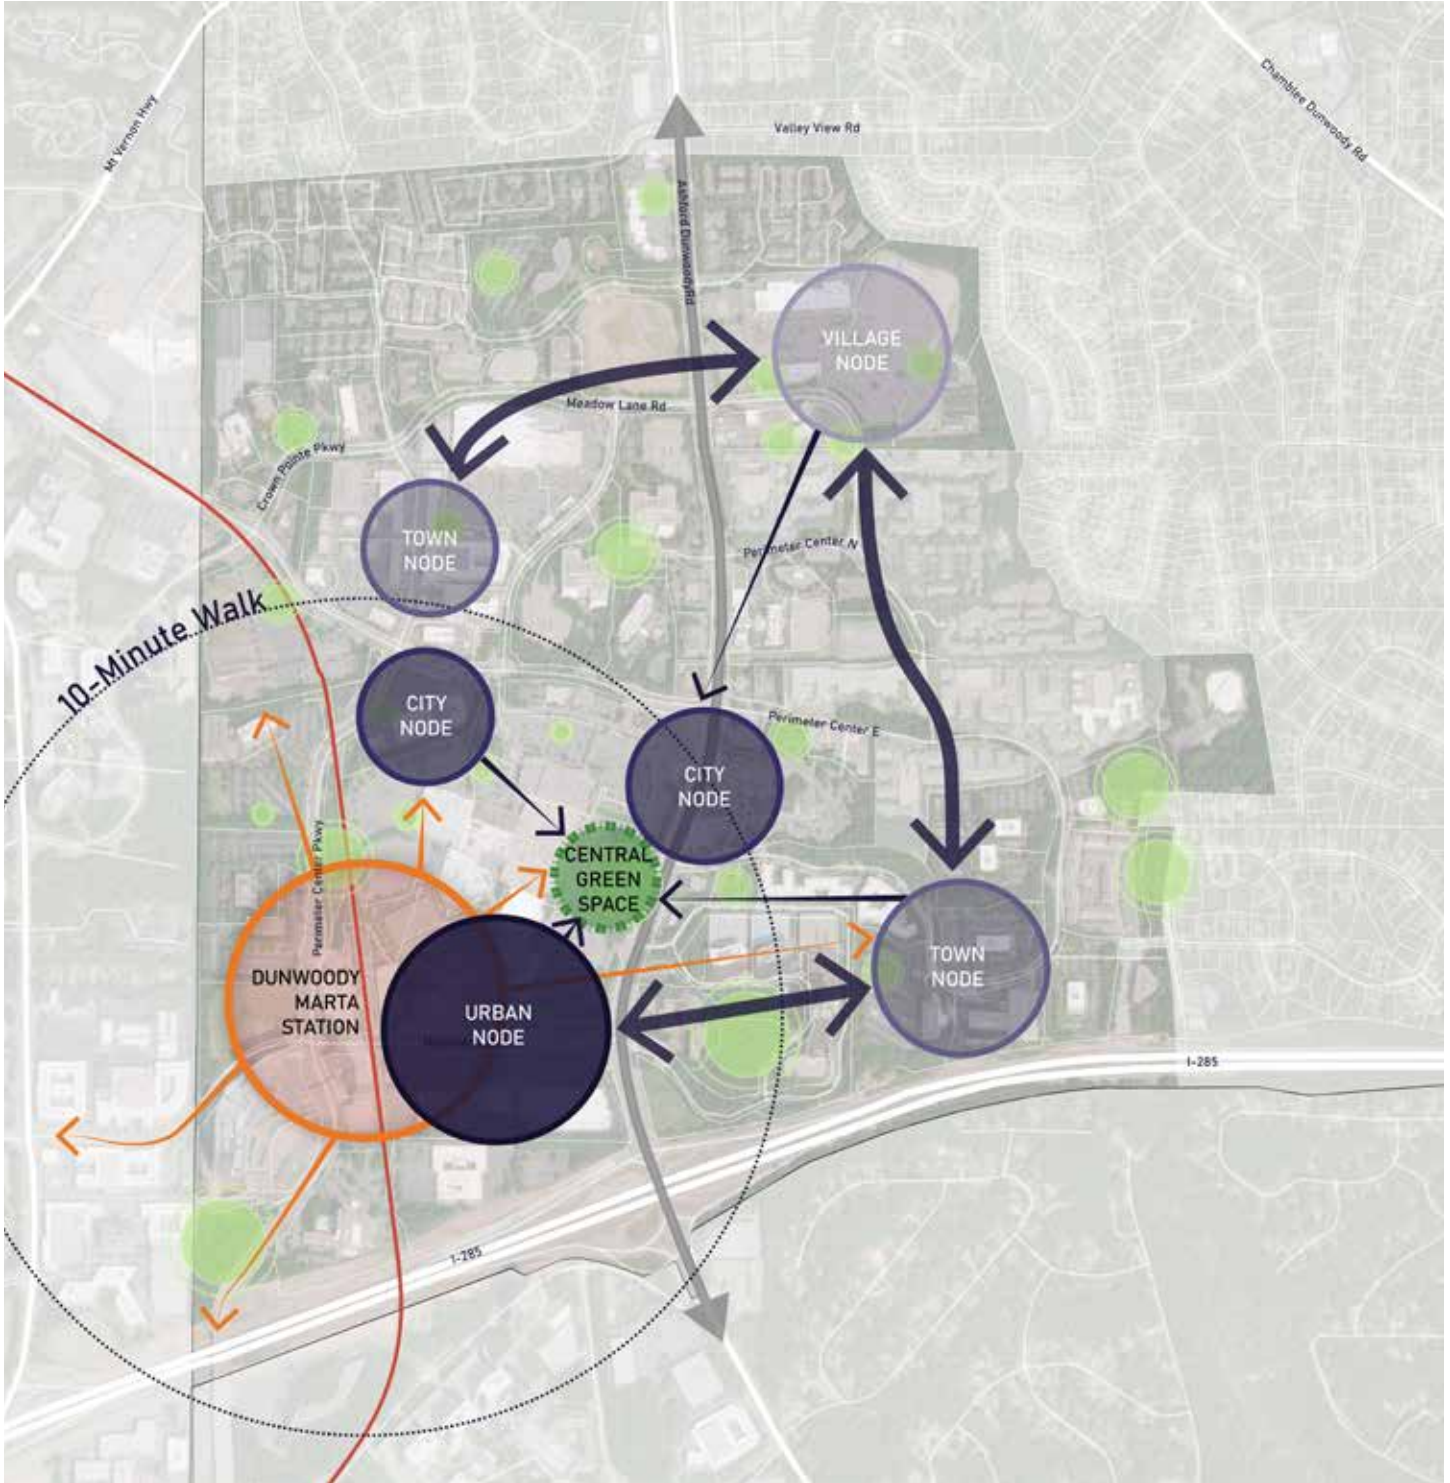 Mt Vernon Hwy
Chamblee Dunwoody Rd
Valley View Rd
Ashford DunwoodyRd
VILLAGE
NODE
Meadow Lane Rd
Crown Pointe Pkwy
TOWN
NODE
Perimeter Center N
10-Minute Walk
CITY
NODE
Perimeter Center E
CITY
NODE
Perimeter Center Pkwy
CENTRAL
GREEN
SPACE
DUNWOODY
MARTA
STATION
URBAN
NODE
TOWN
NODE
I-285
I-285